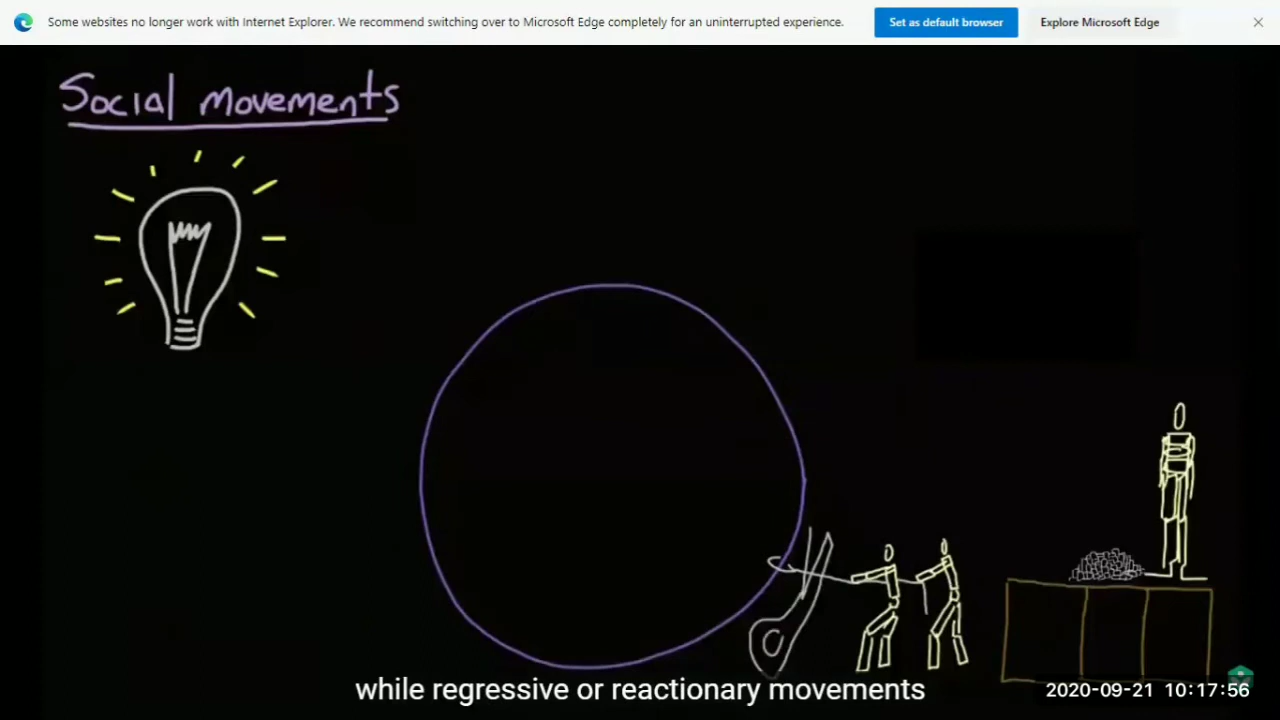 Some websites no longer work with Internet Explorer. We recommend switching over to Microsoft Edge completely for an uninterrupted experience. Set as default browser Explore Microsoft Edge
Social movements
while regressive or reactionary movements
2020-09-21 10:17:56